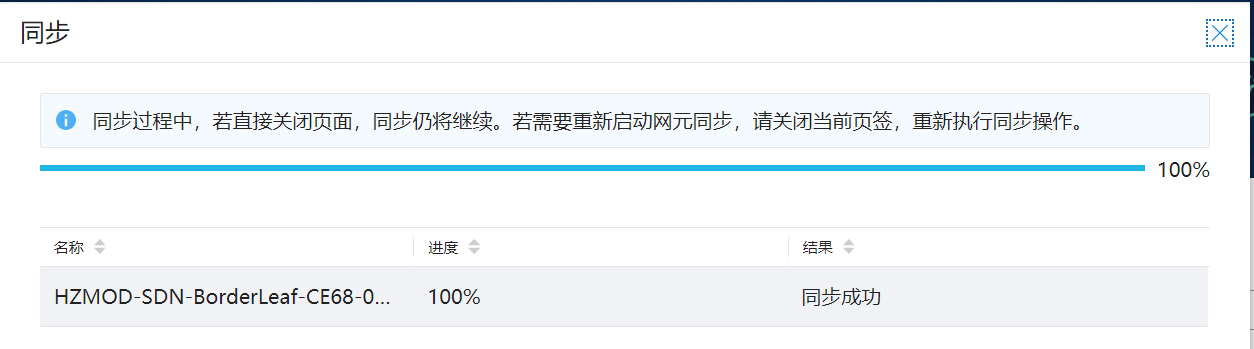 同步
同步过程中，若直接关闭页面，同步仍将继续。若需要重新启动网元同步，请关闭当前页签，重新执行同步操作。
100%
名称 进度 结果
HZMOD-SDN-BorderLeaf-CE68-0... 100% 同步成功